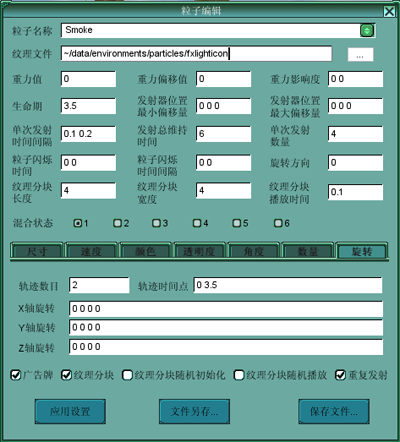 粒子编辑
粒子名称 Smoke
纹理文件 ~/data/environments/particles/fxlighticon ...
重力值 0 重力偏移值 0 重力影响度 0 0
生命期 3.5 发射器位置最小偏移量 0 0 0 发射器位置最大偏移量 0 0 0
单次发射时间间隔 0.1 0.2 发射总维持时间 6 单次发射数量 4
粒子闪烁时间 0 0 粒子闪烁时间 0 0 旋转方向 0
纹理分块长度 4 纹理分块宽度 4 纹理分块播放时间 0.1
混合状态 1 2 3 4 5 6
尺寸 速度 颜色 透明度 角度 数量 旋转
轨迹数目 2 轨迹时间点 0 3.5
X轴旋转 0 0 0 0
Y轴旋转 0 0 0 0
Z轴旋转 0 0 0 0
广告牌 纹理分块 纹理分块随机初始化 纹理分块随机播放 重复发射
应用设置 文件另存... 保存文件...